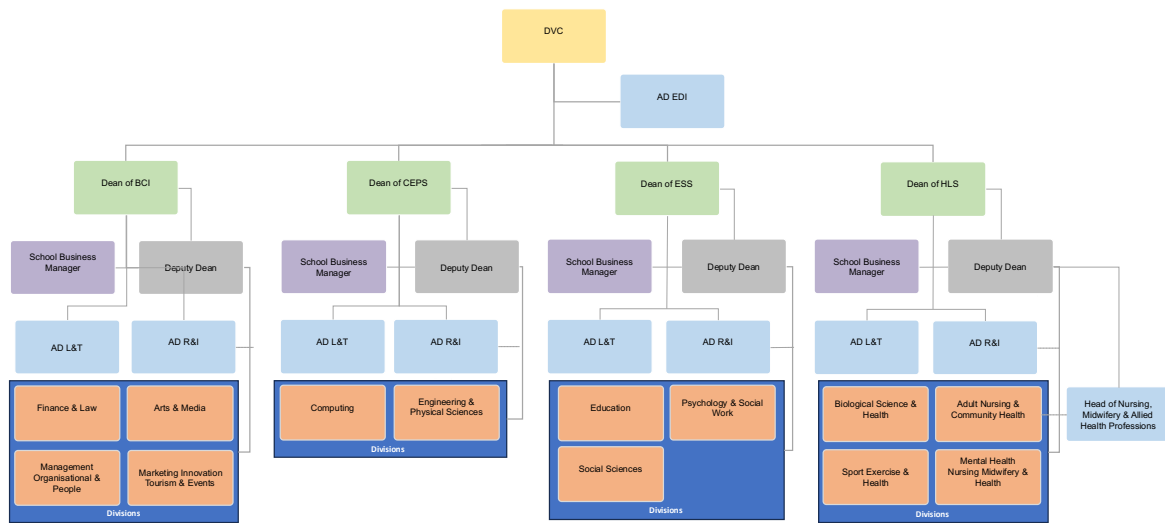 DVC
AD EDI
Dean of BCI
Dean of CEPS
Dean of ESS
Dean of HLS
School Business
Manager
Deputy Dean
School Business
Manager
Deputy Dean
School Business
Manager
Deputy Dean
School Business
Manager
Deputy Dean
AD L&T
AD R&I
AD L&T
AD R&I
AD L&T
AD R&I
AD L&T
AD R&I
Finance & Law
Arts & Media
Management
Organisational &
People
Marketing Innovation
Tourism & Events
Divisions
Computing
Engineering &
Physical Sciences
Divisions
Education
Psychology & Social
Work
Social Sciences
Divisions
Biological Science &
Health
Adult Nursing &
Community Health
Sport Exercise &
Health
Mental Health
Nursing Midwifery &
Health
Divisions
Head of Nursing,
Midwifery & Allied
Health Professions